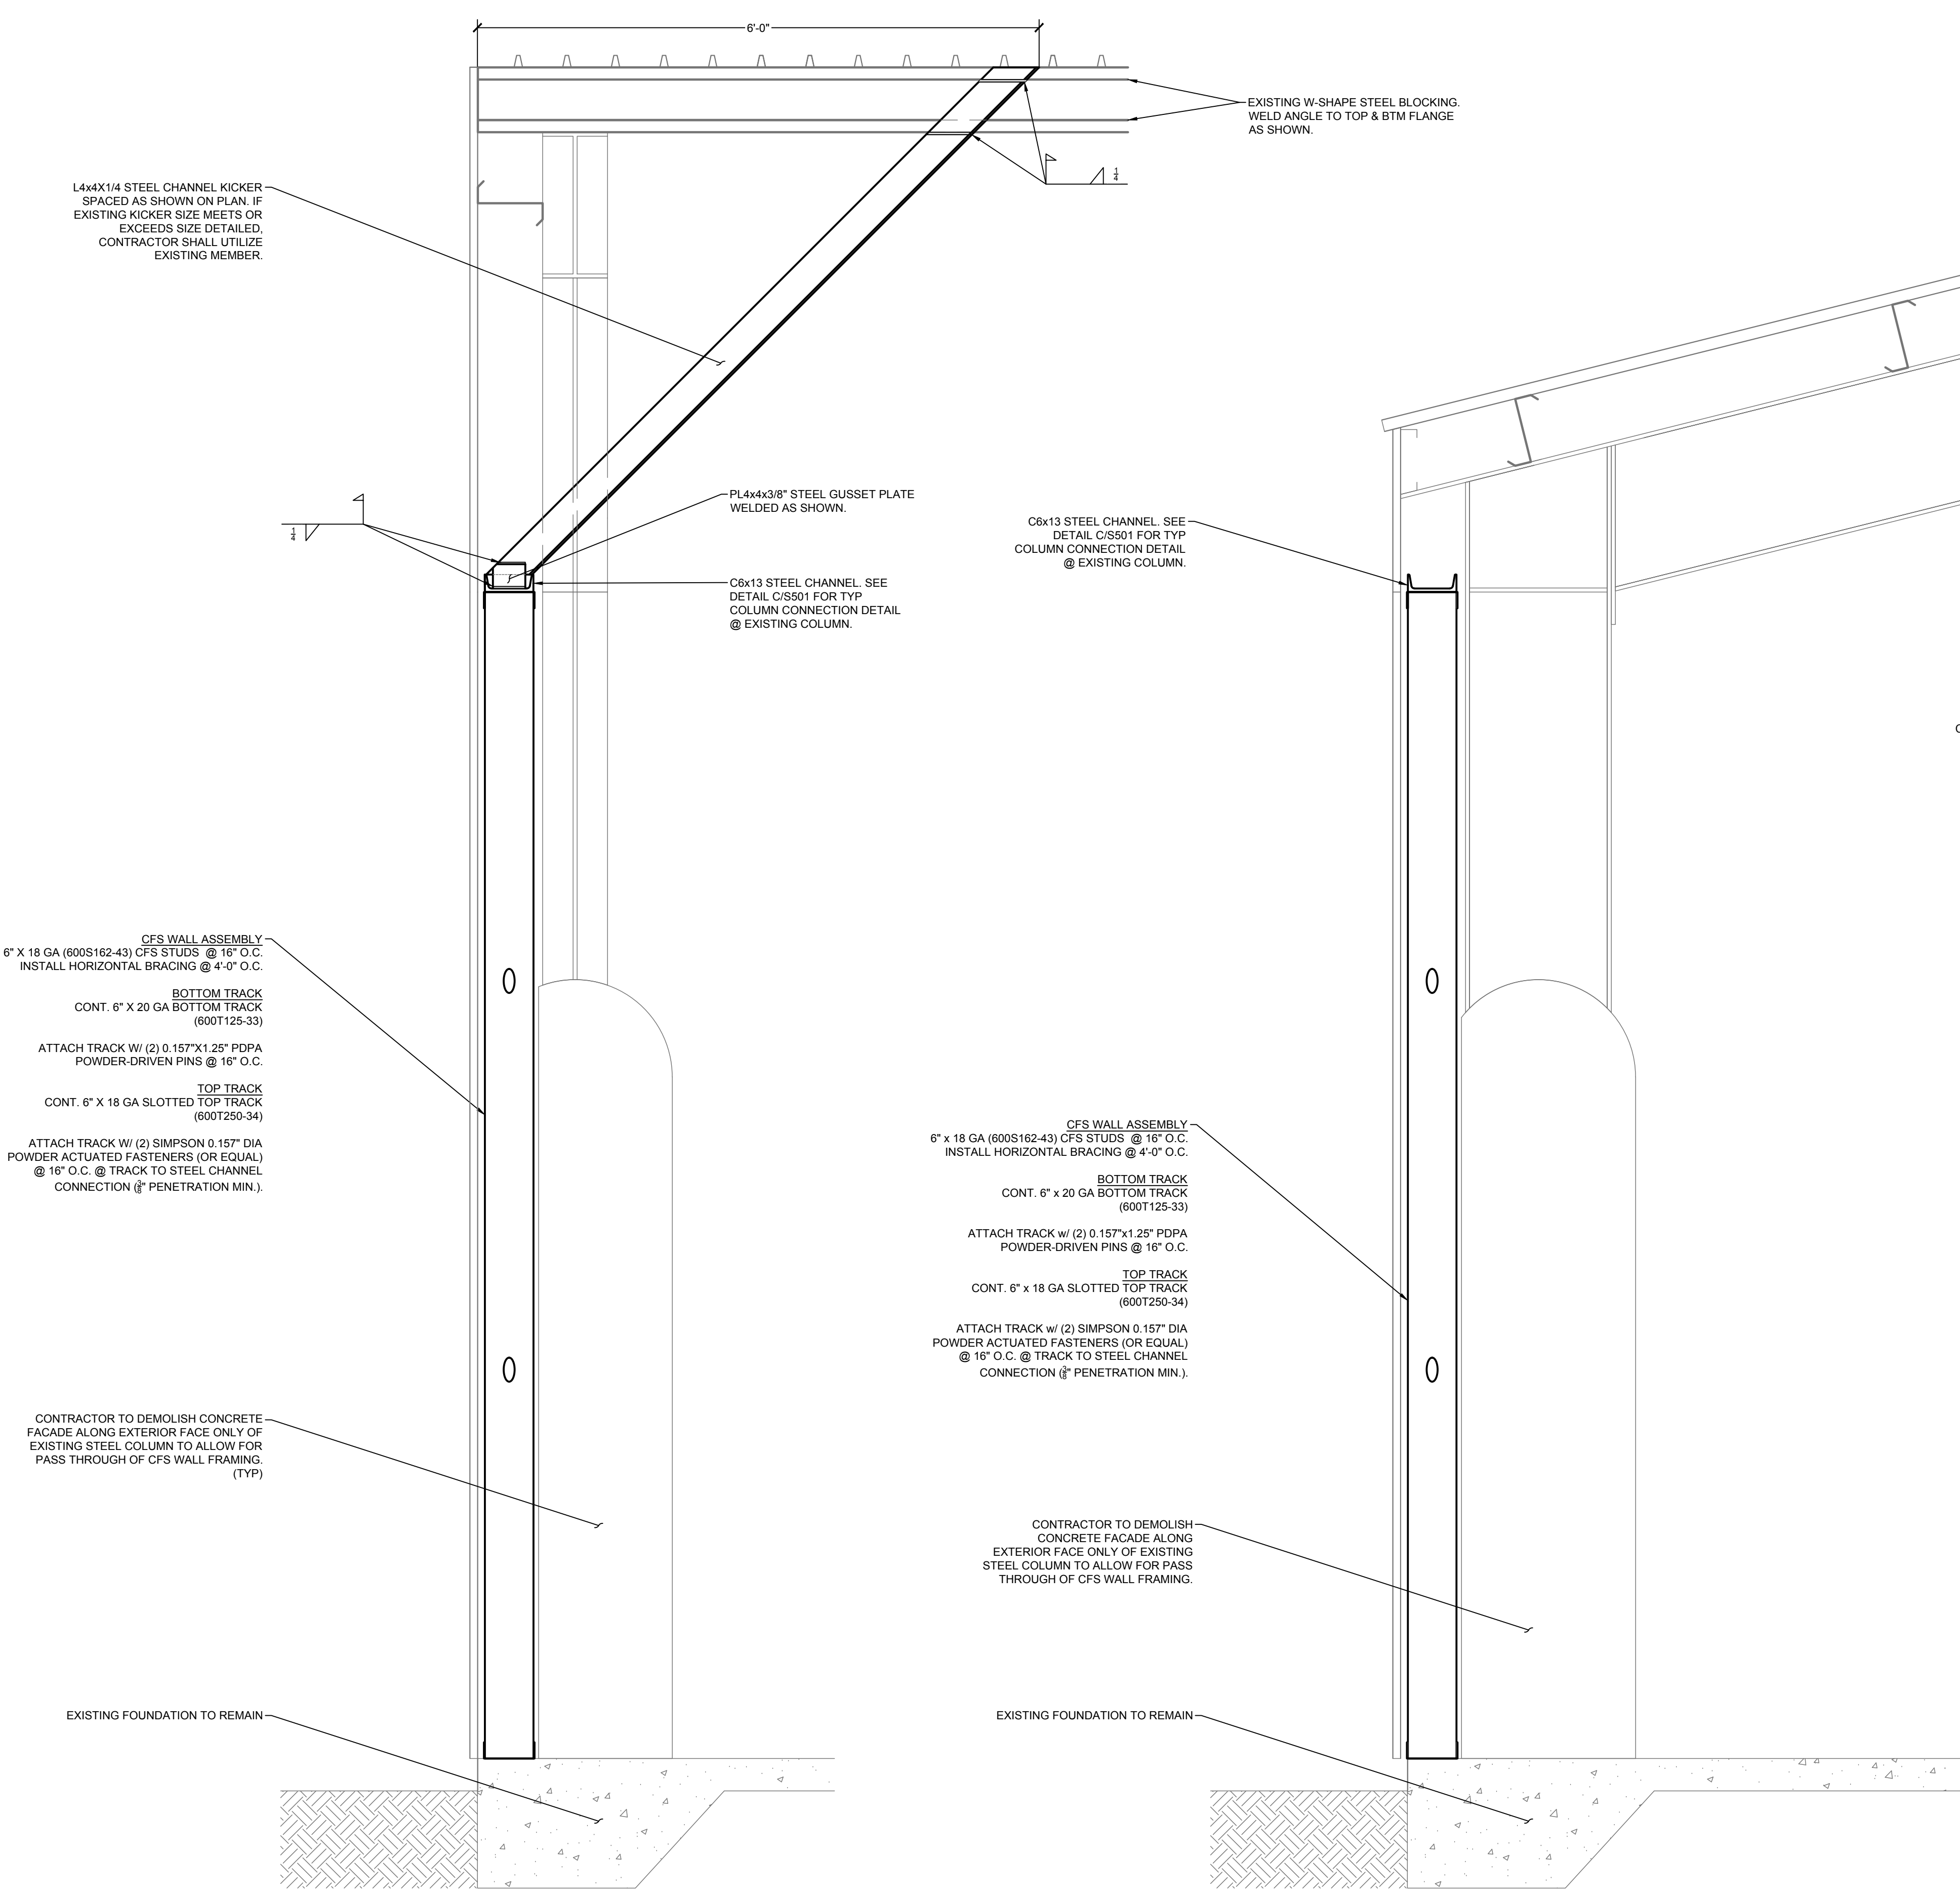 6'-0"
EXISTING W-SHAPE STEEL BLOCKING.
WELD ANGLE TO TOP & BTM FLANGE
AS SHOWN.
1/4
L4x4X1/4 STEEL CHANNEL KICKER
SPACED AS SHOWN ON PLAN. IF
EXISTING KICKER SIZE MEETS OR
EXCEEDS SIZE DETAILED,
CONTRACTOR SHALL UTILIZE
EXISTING MEMBER.
PL4x4x3/8" STEEL GUSSET PLATE
WELDED AS SHOWN.
1/4
C6x13 STEEL CHANNEL. SEE
DETAIL C/S501 FOR TYP
COLUMN CONNECTION DETAIL
@ EXISTING COLUMN.
CFS WALL ASSEMBLY
6" X 18 GA (600S162-43) CFS STUDS @ 16" O.C.
INSTALL HORIZONTAL BRACING @ 4'-0" O.C.
BOTTOM TRACK
CONT. 6" X 20 GA BOTTOM TRACK
(600T125-33)
ATTACH TRACK W/ (2) 0.157"X1.25" PDPA
POWDER-DRIVEN PINS @ 16" O.C.
TOP TRACK
CONT. 6" X 18 GA SLOTTED TOP TRACK
(600T250-34)
ATTACH TRACK W/ (2) SIMPSON 0.157" DIA
POWDER ACTUATED FASTENERS (OR EQUAL)
@ 16" O.C. @ TRACK TO STEEL CHANNEL
CONNECTION (3/8" PENETRATION MIN.).
CONTRACTOR TO DEMOLISH CONCRETE
FACADE ALONG EXTERIOR FACE ONLY OF
EXISTING STEEL COLUMN TO ALLOW FOR
PASS THROUGH OF CFS WALL FRAMING.
(TYP)
EXISTING FOUNDATION TO REMAIN
C6x13 STEEL CHANNEL. SEE
DETAIL C/S501 FOR TYP
COLUMN CONNECTION DETAIL
@ EXISTING COLUMN.
CFS WALL ASSEMBLY
6" x 18 GA (600S162-43) CFS STUDS @ 16" O.C.
INSTALL HORIZONTAL BRACING @ 4'-0" O.C.
BOTTOM TRACK
CONT. 6" x 20 GA BOTTOM TRACK
(600T125-33)
ATTACH TRACK w/ (2) 0.157"x1.25" PDPA
POWDER-DRIVEN PINS @ 16" O.C.
TOP TRACK
CONT. 6" x 18 GA SLOTTED TOP TRACK
(600T250-34)
ATTACH TRACK w/ (2) SIMPSON 0.157" DIA
POWDER ACTUATED FASTENERS (OR EQUAL)
@ 16" O.C. @ TRACK TO STEEL CHANNEL
CONNECTION (3/8" PENETRATION MIN.).
CONTRACTOR TO DEMOLISH
CONCRETE FACADE ALONG
EXTERIOR FACE ONLY OF EXISTING
STEEL COLUMN TO ALLOW FOR PASS
THROUGH OF CFS WALL FRAMING.
EXISTING FOUNDATION TO REMAIN